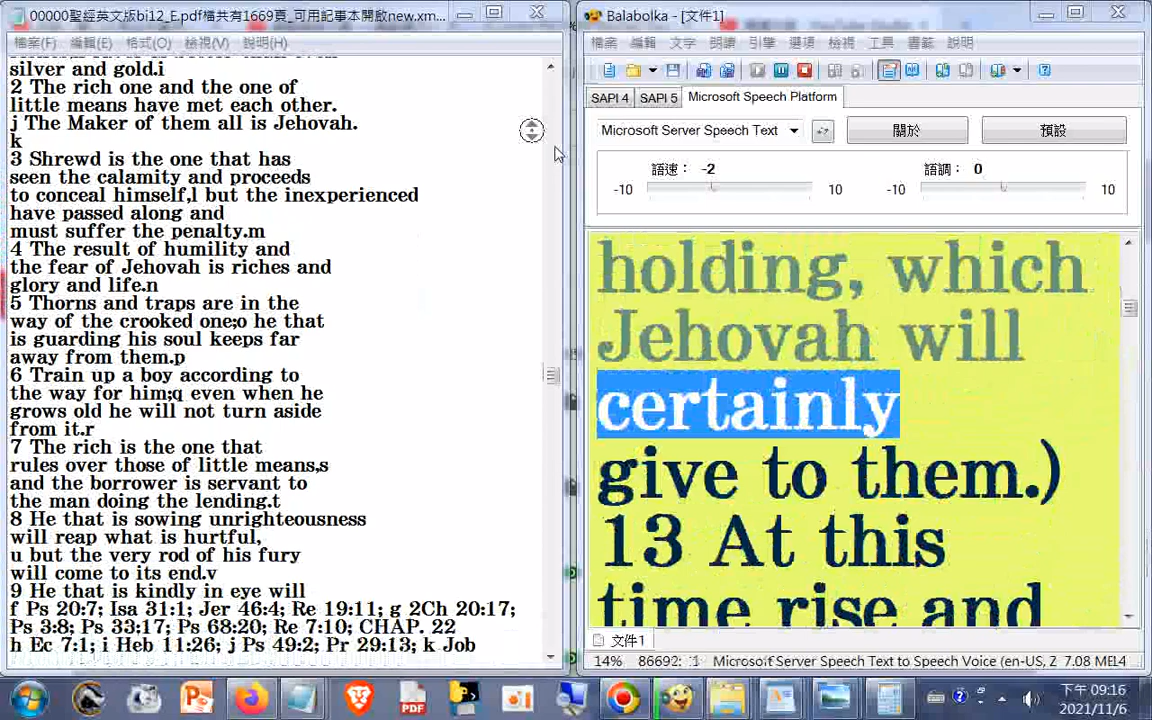 00000聖經英文版bi12_E.pdf檔共有1669頁_可用記事本開啟new.xm...
檔案(F) 編輯(E) 格式(O) 檢視(V) 說明(H)
silver and gold.i
2 The rich one and the one of
little means have met each other.
j The Maker of them all is Jehovah.
k
3 Shrewd is the one that has
seen the calamity and proceeds
to conceal himself,l but the inexperienced
have passed along and
must suffer the penalty.m
4 The result of humility and
the fear of Jehovah is riches and
glory and life.n
5 Thorns and traps are in the
way of the crooked one;o he that
is guarding his soul keeps far
away from them.p
6 Train up a boy according to
the way for him;q even when he
grows old he will not turn aside
from it.r
7 The rich is the one that
rules over those of little means,s
and the borrower is servant to
the man doing the lending.t
8 He that is sowing unrighteousness
will reap what is hurtful,
u but the very rod of his fury
will come to its end.v
9 He that is kindly in eye will
f Ps 20:7; Isa 31:1; Jer 46:4; Re 19:11; g 2Ch 20:17;
Ps 3:8; Ps 33:17; Ps 68:20; Re 7:10; CHAP. 22
h Ec 7:1; i Heb 11:26; j Ps 49:2; Pr 29:13; k Job
Balabolka - [文件1]
檔案 編輯 文字 朗讀 引擎 選項 檢視 工具 書籤 說明
SAPI 4 SAPI 5 Microsoft Speech Platform
Microsoft Server Speech Text 關於 預設
語速： -2 語調： 0
-10 10 -10 10
holding, which
Jehovah will
certainly
give to them.)
13 At this
time rise and
文件1
14% 86692: Microsoft Server Speech Text to Speech Voice (en-US, Z 7.08 MB
PDF
下午 09:16
2021/11/6